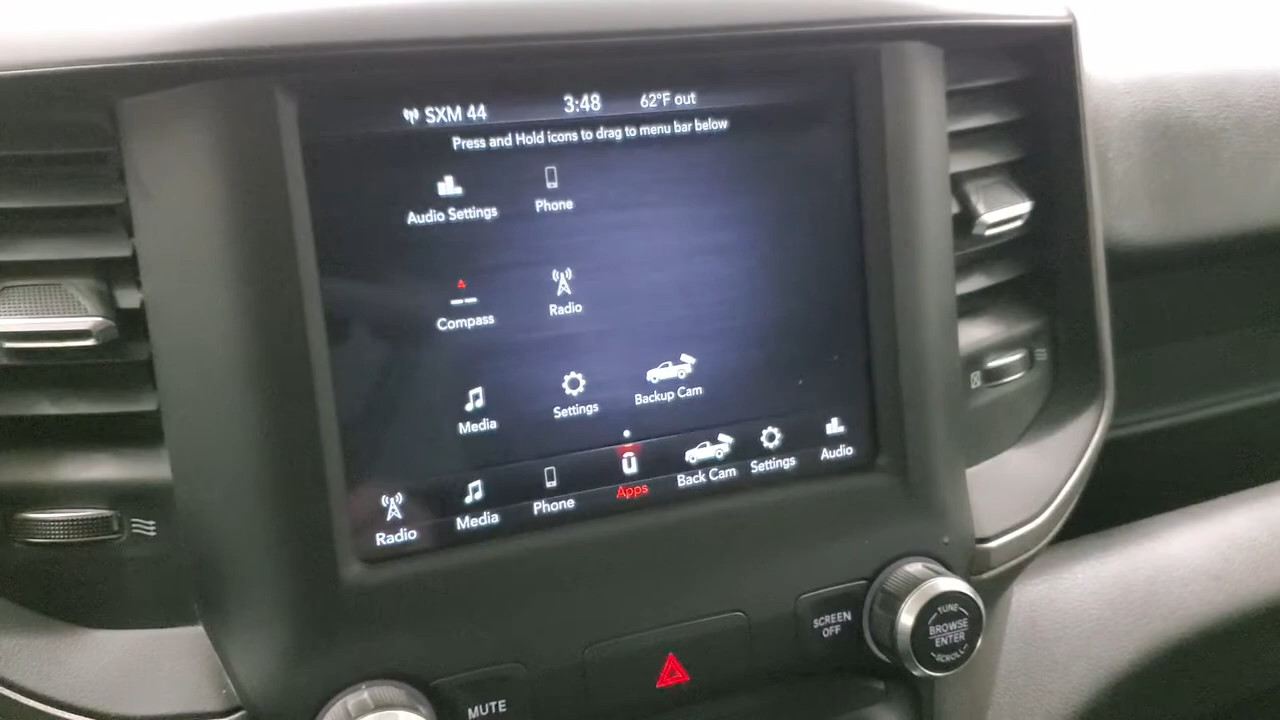 SXM 44 3:48 62°F out
Press and Hold icons to drag to menu bar below
Audio Settings Phone
Compass Radio
Media Settings Backup Cam
Radio Media Phone Apps Back Cam Settings Audio
SCREEN OFF
TUNE
BROWSE
ENTER
SCROLL
MUTE